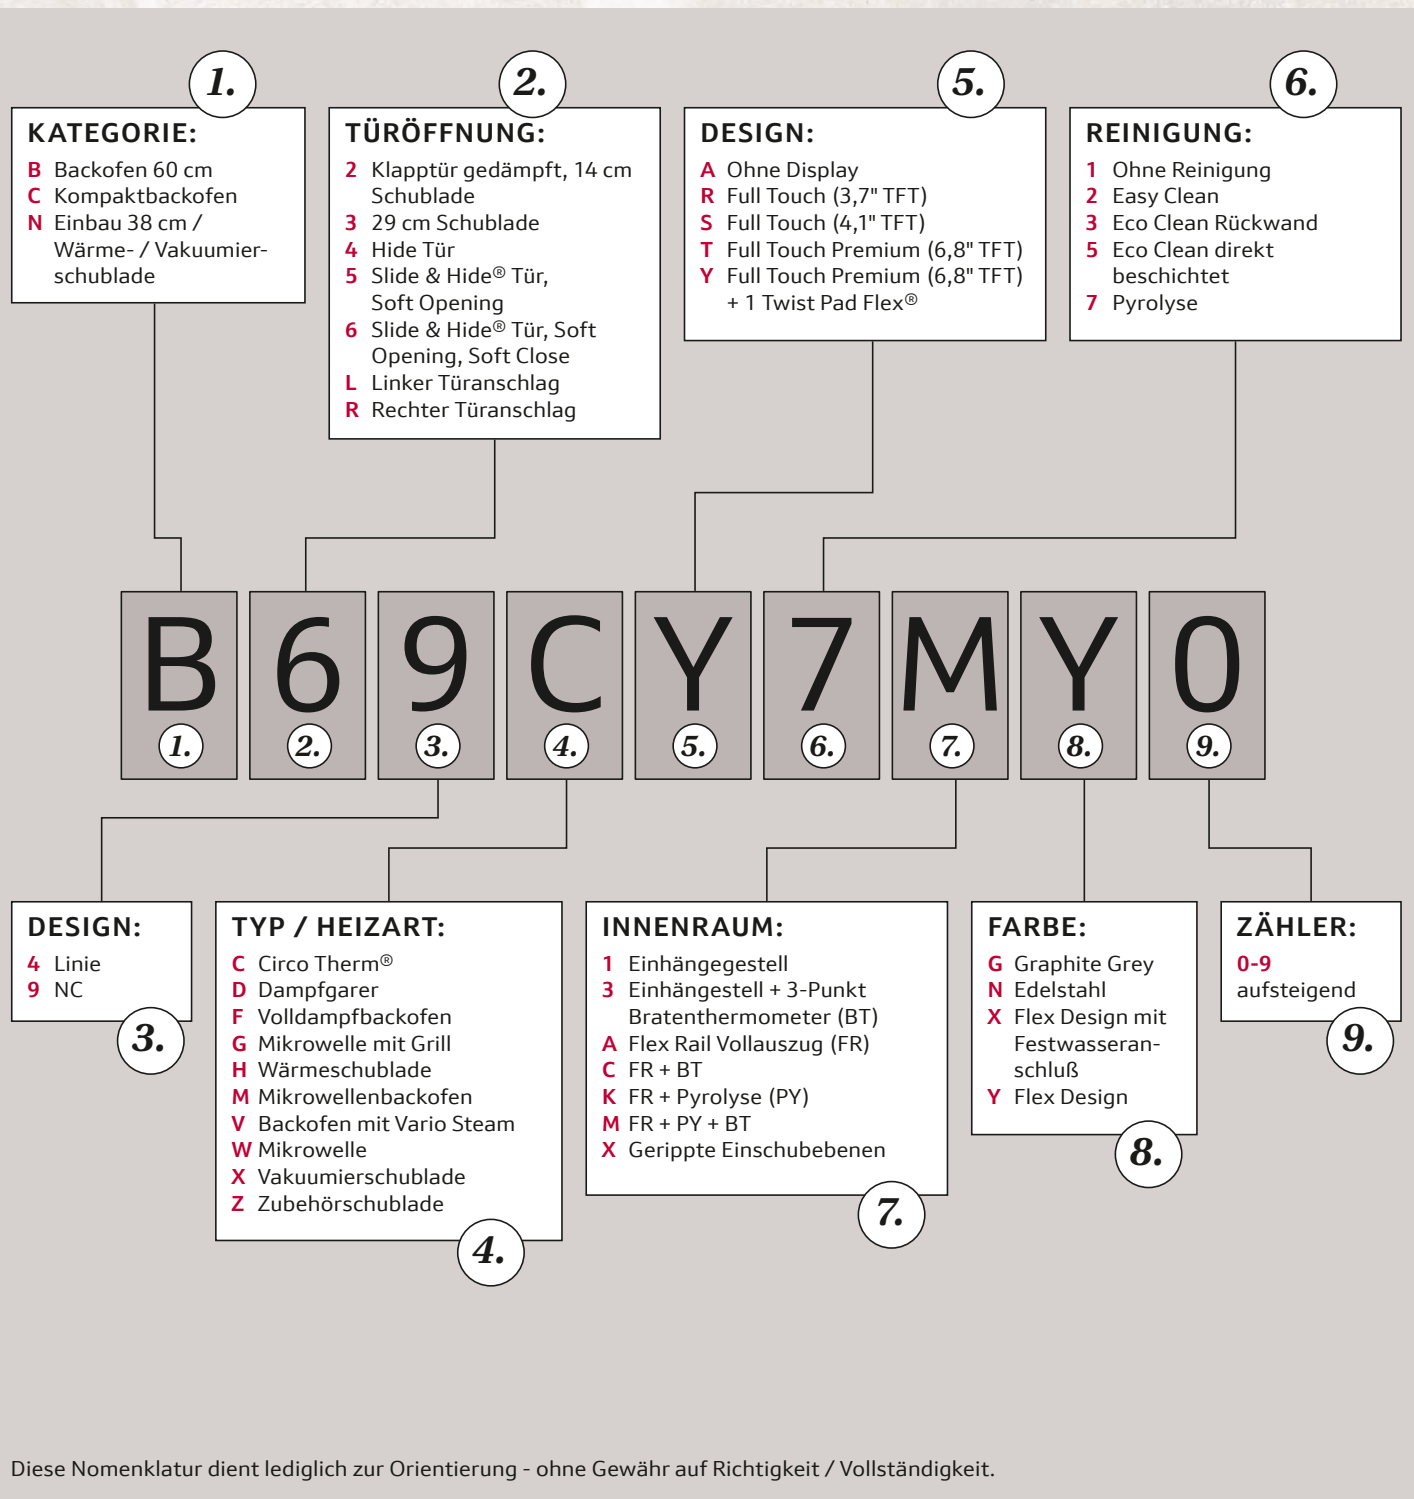 1.
KATEGORIE:
B Backofen 60 cm
C Kompaktbackofen
N Einbau 38 cm /
Wärme- / Vakuumier-
schublade
2.
TÜRÖFFNUNG:
2 Klapptür gedämpft, 14 cm
Schublade
3 29 cm Schublade
4 Hide Tür
5 Slide & Hide® Tür,
Soft Opening
6 Slide & Hide® Tür, Soft
Opening, Soft Close
L Linker Türanschlag
R Rechter Türanschlag
5.
DESIGN:
A Ohne Display
R Full Touch (3,7" TFT)
S Full Touch (4,1" TFT)
T Full Touch Premium (6,8" TFT)
Y Full Touch Premium (6,8" TFT)
+ 1 Twist Pad Flex®
6.
REINIGUNG:
1 Ohne Reinigung
2 Easy Clean
3 Eco Clean Rückwand
5 Eco Clean direkt
beschichtet
7 Pyrolyse
B 6 9 C Y 7 M Y 0
1. 2. 3. 4. 5. 6. 7. 8. 9.
DESIGN:
4 Linie
9 NC
3.
TYP / HEIZART:
C Circo Therm®
D Dampfgarer
F Volldampfbackofen
G Mikrowelle mit Grill
H Wärmeschublade
M Mikrowellenbackofen
V Backofen mit Vario Steam
W Mikrowelle
X Vakuumierschublade
Z Zubehörschublade
4.
INNENRAUM:
1 Einhängegestell
3 Einhängestell + 3-Punkt
Bratenthermometer (BT)
A Flex Rail Vollauszug (FR)
C FR + BT
K FR + Pyrolyse (PY)
M FR + PY + BT
X Gerippte Einschubebenen
7.
FARBE:
G Graphite Grey
N Edelstahl
X Flex Design mit
Festwasseran-
schluß
Y Flex Design
8.
ZÄHLER:
0-9
aufsteigend
9.
Diese Nomenklatur dient lediglich zur Orientierung - ohne Gewähr auf Richtigkeit / Vollständigkeit.